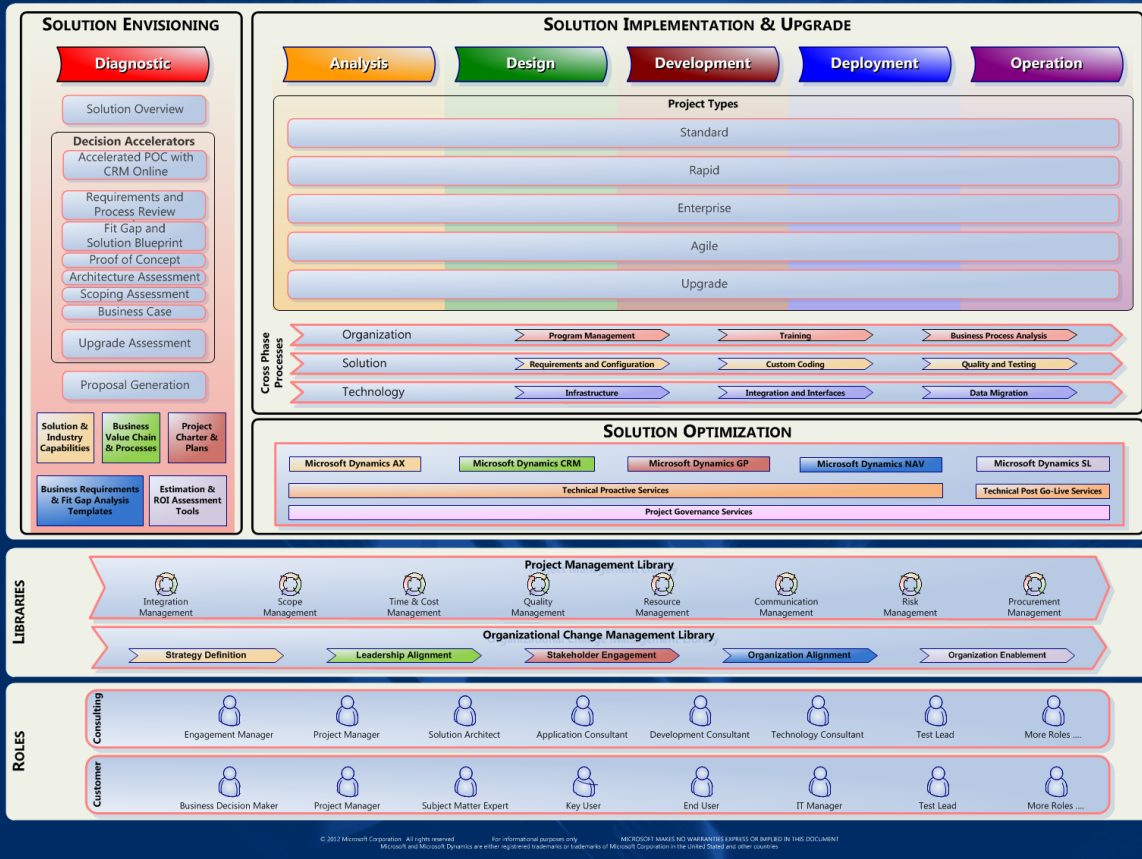 SOLUTION ENVISIONING
Diagnostic
Solution Overview
Decision Accelerators
Accelerated POC with
CRM Online
Requirements and
Process Review
Fit Gap and
Solution Blueprint
Proof of Concept
Architecture Assessment
Scoping Assessment
Business Case
Upgrade Assessment
Proposal Generation
Solution &
Industry
Capabilities
Business
Value Chain
& Processes
Project
Charter &
Plans
Business Requirements
& Fit Gap Analysis
Templates
Estimation &
ROI Assessment
Tools
SOLUTION IMPLEMENTATION & UPGRADE
Analysis
Design
Development
Deployment
Operation
Project Types
Standard
Rapid
Enterprise
Agile
Upgrade
Cross Phase
Processes
Organization
Program Management
Training
Business Process Analysis
Solution
Requirements and Configuration
Custom Coding
Quality and Testing
Technology
Infrastructure
Integration and Interfaces
Data Migration
SOLUTION OPTIMIZATION
Microsoft Dynamics AX
Microsoft Dynamics CRM
Microsoft Dynamics GP
Microsoft Dynamics NAV
Microsoft Dynamics SL
Technical Proactive Services
Technical Post Go-Live Services
Project Governance Services
LIBRARIES
Project Management Library
Integration
Management
Scope
Management
Time & Cost
Management
Quality
Management
Resource
Management
Communication
Management
Risk
Management
Procurement
Management
Organizational Change Management Library
Strategy Definition
Leadership Alignment
Stakeholder Engagement
Organization Alignment
Organization Enablement
ROLES
Consulting
Engagement Manager
Project Manager
Solution Architect
Application Consultant
Development Consultant
Technology Consultant
Test Lead
More Roles ....
Customer
Business Decision Maker
Project Manager
Subject Matter Expert
Key User
End User
IT Manager
Test Lead
More Roles ....
© 2012 Microsoft Corporation. All rights reserved For informational purposes only MICROSOFT MAKES NO WARRANTIES EXPRESS OR IMPLIED IN THIS DOCUMENT
Microsoft and Microsoft Dynamics are either registrered trademarks or trademarks of Microsoft Corporation in the United Stated and other countries